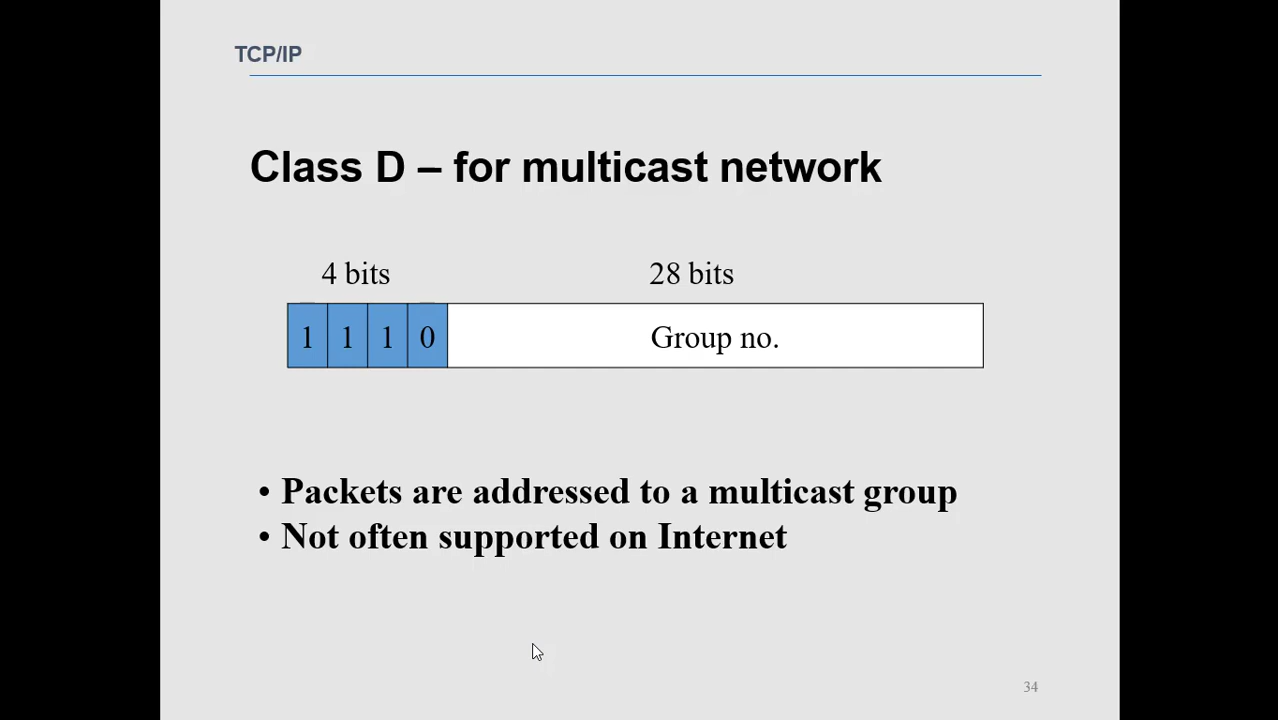 TCP/IP
Class D – for multicast network
4 bits 28 bits
1 1 1 0 Group no.
• Packets are addressed to a multicast group
• Not often supported on Internet
34